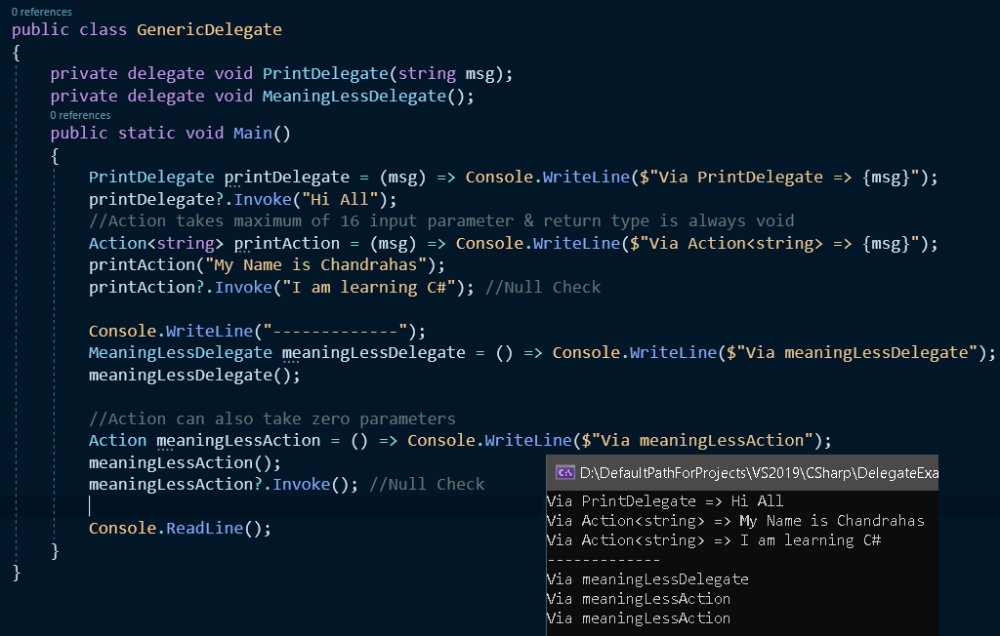 0 references
public class GenericDelegate
{
private delegate void PrintDelegate(string msg);
private delegate void MeaningLessDelegate();
0 references
public static void Main()
{
PrintDelegate printDelegate = (msg) => Console.WriteLine($"Via PrintDelegate => {msg}");
printDelegate?.Invoke("Hi All");
//Action takes maximum of 16 input parameter & return type is always void
Action<string> printAction = (msg) => Console.WriteLine($"Via Action<string> => {msg}");
printAction("My Name is Chandrahas");
printAction?.Invoke("I am learning C#"); //Null Check
Console.WriteLine("-------------");
MeaningLessDelegate meaningLessDelegate = () => Console.WriteLine($"Via meaningLessDelegate");
meaningLessDelegate();
//Action can also take zero parameters
Action meaningLessAction = () => Console.WriteLine($"Via meaningLessAction");
meaningLessAction();
meaningLessAction?.Invoke(); //Null Check
Console.ReadLine();
}
}
C:\ D:\DefaultPathForProjects\VS2019\CSharp\DelegateExa
Via PrintDelegate => Hi All
Via Action<string> => My Name is Chandrahas
Via Action<string> => I am learning C#
-------------
Via meaningLessDelegate
Via meaningLessAction
Via meaningLessAction